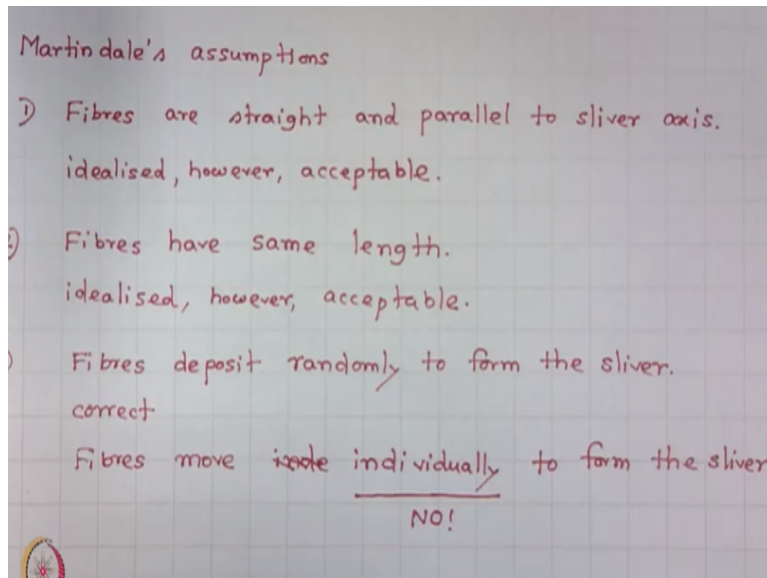 Martindale's assumptions
1) Fibres are straight and parallel to sliver axis.
idealised, however, acceptable.
2) Fibres have same length.
idealised, however, acceptable.
) Fibres deposit randomly to form the sliver.
correct
Fibres move individually to form the sliver
NO!